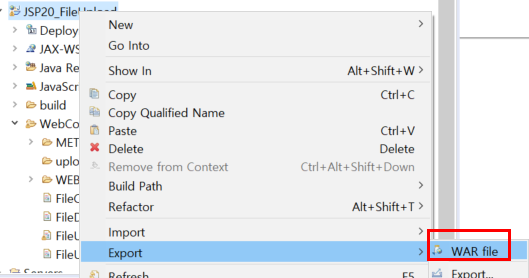 JSP20_FileUpload
Deploy
JAX-WS
Java Re
JavaScr
build
WebCo
MET
uplo
WEB
FileC
FileD
FileU
FileU
Servers
New
Go Into
Show In Alt+Shift+W
Copy Ctrl+C
Copy Qualified Name
Paste Ctrl+V
Delete Delete
Remove from Context Ctrl+Alt+Shift+Down
Build Path
Refactor Alt+Shift+T
Import
Export
Refresh F5
WAR file
Export...